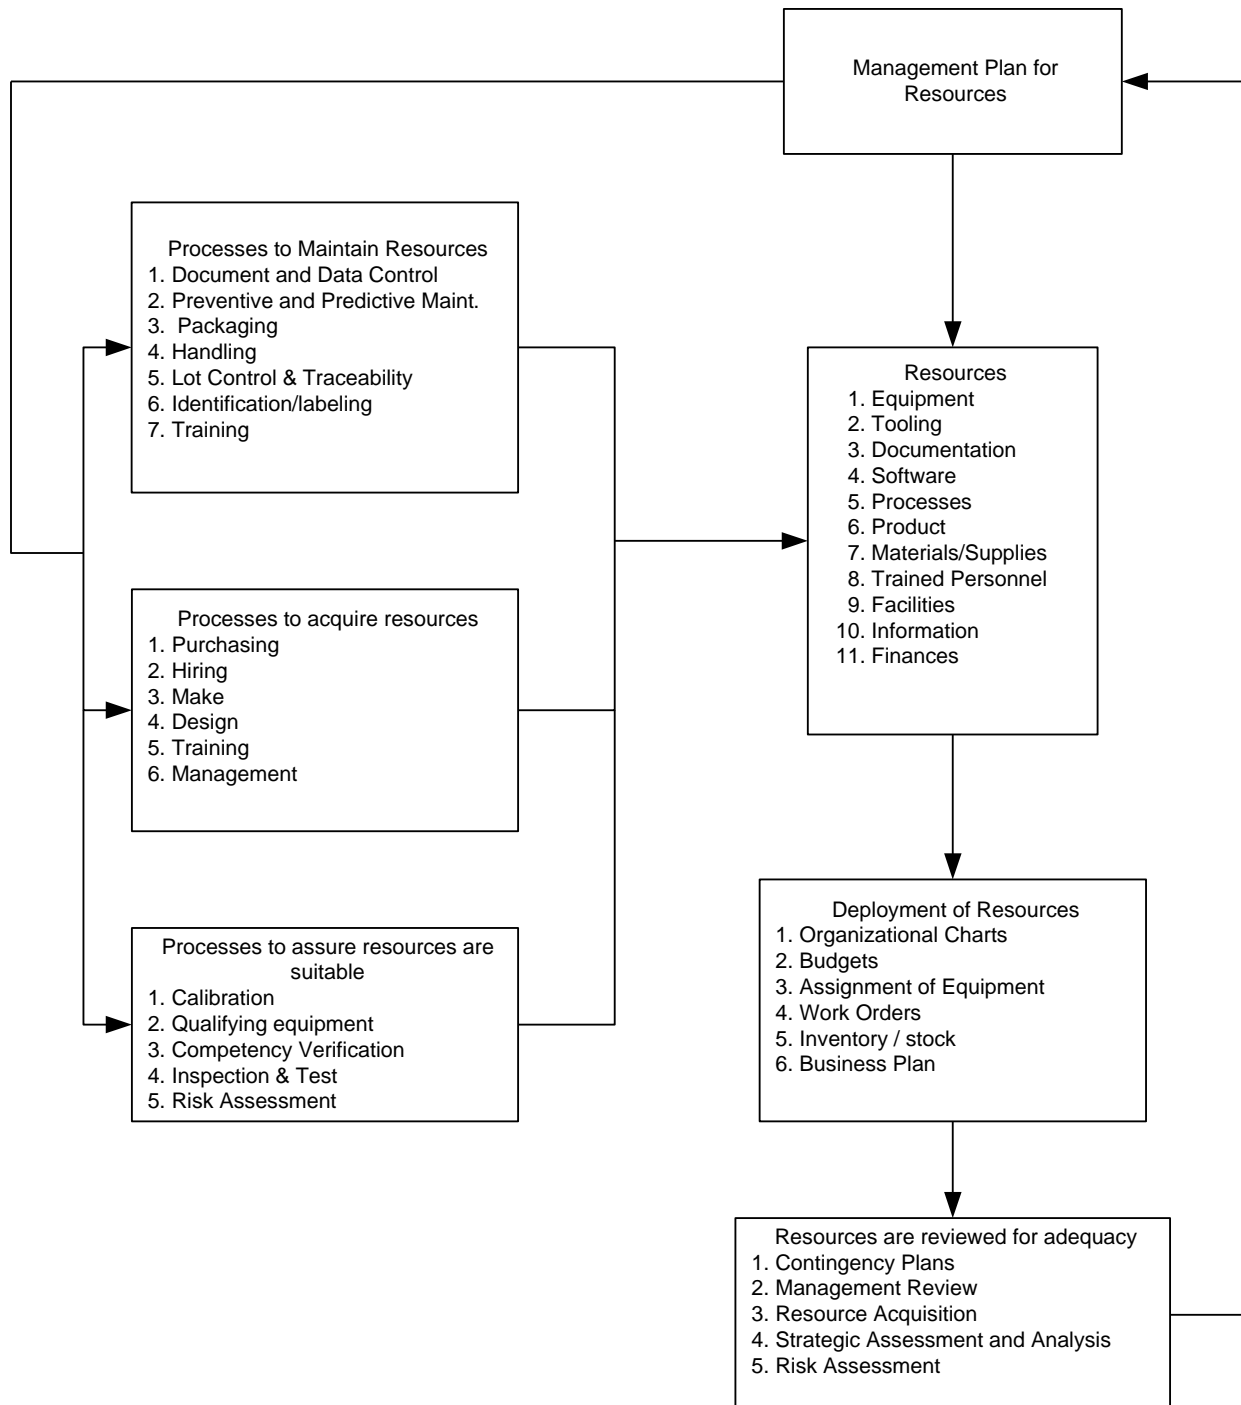 Management Plan for
Resources
Processes to Maintain Resources
1. Document and Data Control
2. Preventive and Predictive Maint.
3.  Packaging
4. Handling
5. Lot Control & Traceability
6. Identification/labeling
7. Training
Resources
1. Equipment
2. Tooling
3. Documentation
4. Software
5. Processes
6. Product
7. Materials/Supplies
8. Trained Personnel
9. Facilities
10. Information
11. Finances
Processes to acquire resources
1. Purchasing
2. Hiring
3. Make
4. Design
5. Training
6. Management
Processes to assure resources are
suitable
1. Calibration
2. Qualifying equipment
3. Competency Verification
4. Inspection & Test
5. Risk Assessment
Deployment of Resources
1. Organizational Charts
2. Budgets
3. Assignment of Equipment
4. Work Orders
5. Inventory / stock
6. Business Plan
Resources are reviewed for adequacy
1. Contingency Plans
2. Management Review
3. Resource Acquisition
4. Strategic Assessment and Analysis
5. Risk Assessment